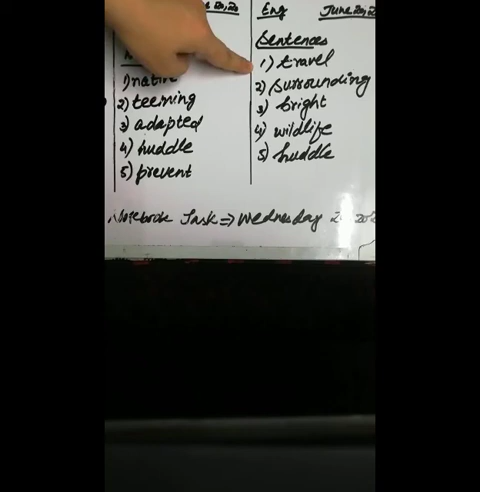 Eng
Sentences
1) native
2) teeming
3) adapted
4) huddle
5) prevent
1) travel
2) surrounding
3) bright
4) wildlife
5) huddle
Notebook Task => Wednesday